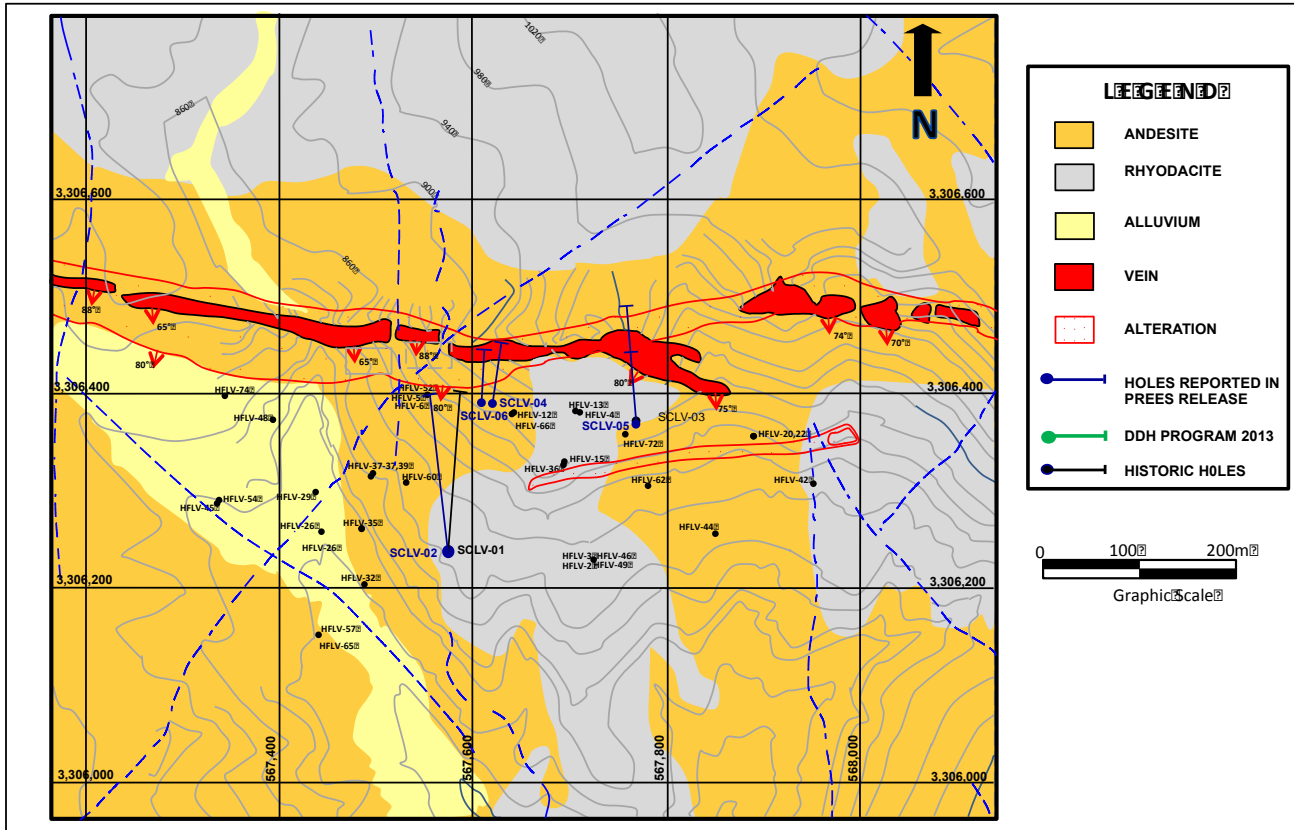 1020
980
860
940
900
N
3,306,600
3,306,600
860
88°
65°
80°
65°
88°
80°
80°
75°
74°
70°
3,306,400
3,306,400
HFLV-74
HFLV-48
HFLV-52
HFLV-5
HFLV-6
SCLV-04
SCLV-06
HFLV-12
HFLV-66
HFLV-13
HFLV-4
SCLV-05
SCLV-03
HFLV-72
HFLV-20,22
HFLV-37-37,39
HFLV-60
HFLV-36
HFLV-15
HFLV-62
HFLV-42
HFLV-54
HFLV-45
HFLV-29
HFLV-26
HFLV-26
HFLV-35
HFLV-44
SCLV-02
SCLV-01
HFLV-3
HFLV-46
HFLV-2
HFLV-49
HFLV-32
3,306,200
3,306,200
HFLV-57
HFLV-65
3,306,000
3,306,000
567,400
567,600
567,800
568,000
LEGEND
ANDESITE
RHYODACITE
ALLUVIUM
VEIN
ALTERATION
HOLES REPORTED IN
PREES RELEASE
DDH PROGRAM 2013
HISTORIC H0LES
0 100 200m
Graphic Scale